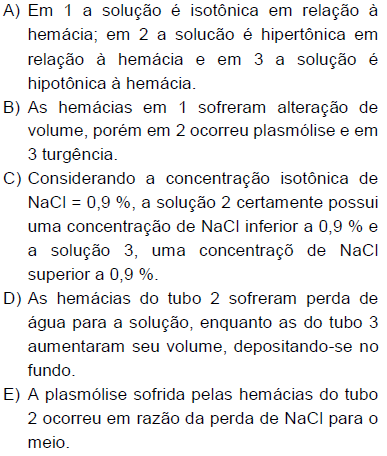 A) Em 1 a solução é isotônica em relação à
hemácia; em 2 a solucão é hipertônica em
relação à hemácia e em 3 a solução é
hipotônica à hemácia.
B) As hemácias em 1 sofreram alteração de
volume, porém em 2 ocorreu plasmólise e em
3 turgência.
C) Considerando a concentração isotônica de
NaCl = 0,9 %, a solução 2 certamente possui
uma concentração de NaCl inferior a 0,9 % e
a solução 3, uma concentraçõ de NaCl
superior a 0,9 %.
D) As hemácias do tubo 2 sofreram perda de
água para a solução, enquanto as do tubo 3
aumentaram seu volume, depositando-se no
fundo.
E) A plasmólise sofrida pelas hemácias do tubo
2 ocorreu em razão da perda de NaCl para o
meio.